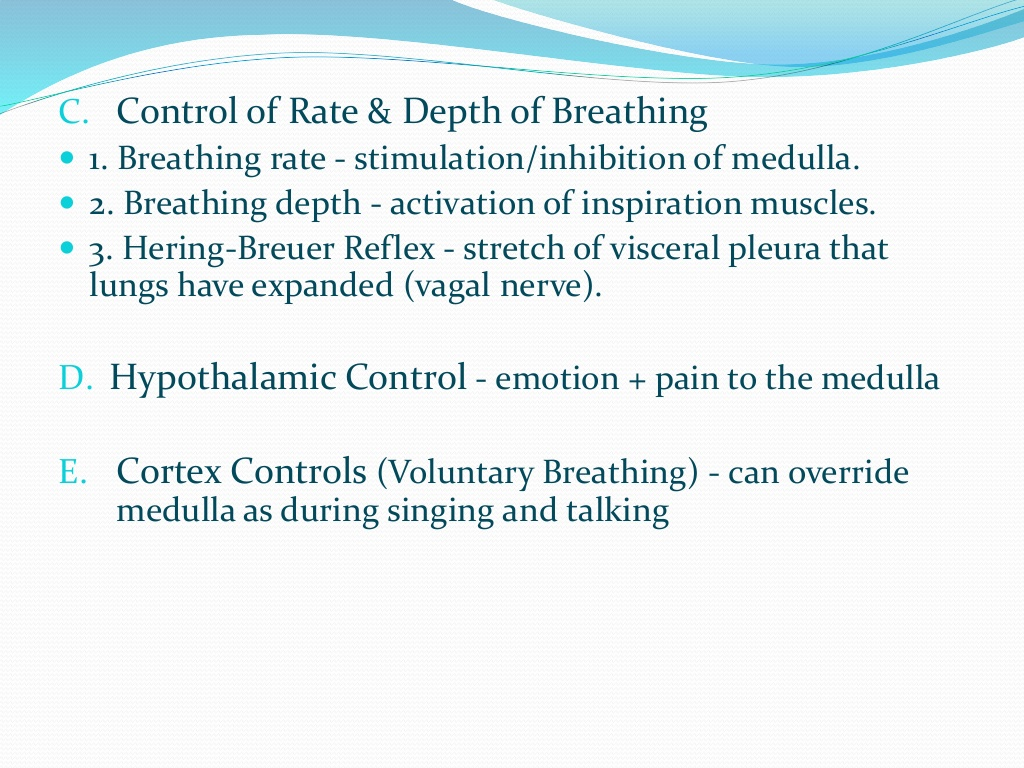 C. Control of Rate & Depth of Breathing
• 1. Breathing rate - stimulation/inhibition of medulla.
• 2. Breathing depth - activation of inspiration muscles.
• 3. Hering-Breuer Reflex - stretch of visceral pleura that
lungs have expanded (vagal nerve).
D. Hypothalamic Control - emotion + pain to the medulla
E. Cortex Controls (Voluntary Breathing) - can override
medulla as during singing and talking